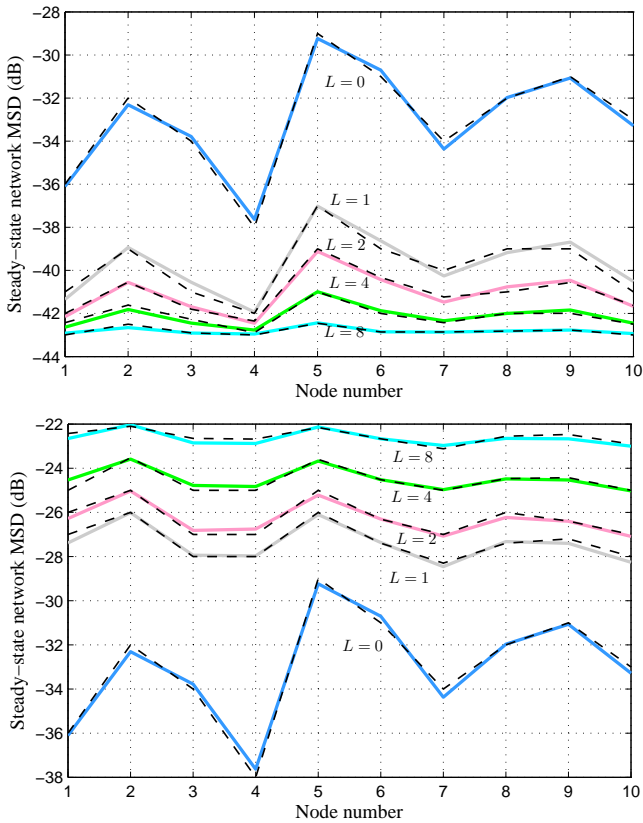 −28
−30
−32
−34
−36
−38
−40
−42
−44
Steady−state network MSD (dB)
L = 0
L = 1
L = 2
L = 4
L = 8
1 2 3 4 5 6 7 8 9 10
Node number
−22
−24
−26
−28
−30
−32
−34
−36
−38
Steady−state network MSD (dB)
L = 8
L = 4
L = 2
L = 1
L = 0
1 2 3 4 5 6 7 8 9 10
Node number